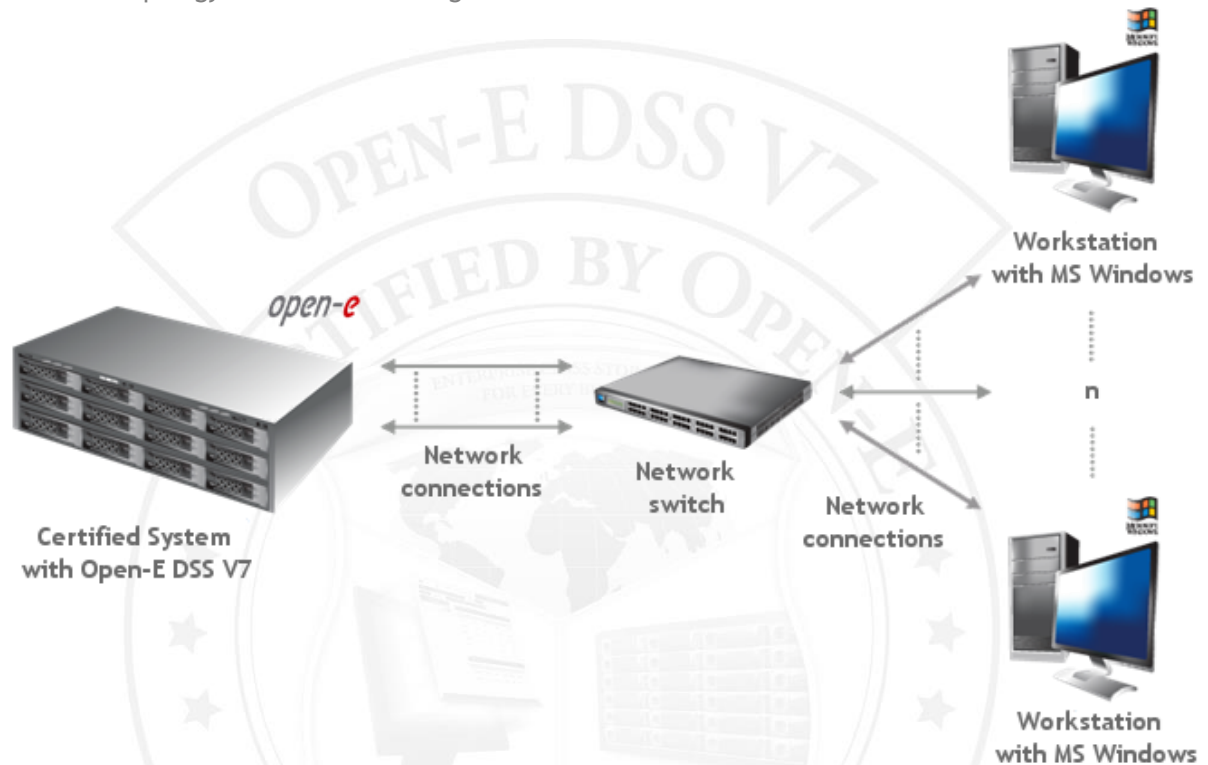 OPEN-E DSS V7
TIFIED BY OPEN-E
open-e
Workstation
with MS Windows
n
Network
connections
Network
switch
Network
connections
Certified System
with Open-E DSS V7
Workstation
with MS Windows